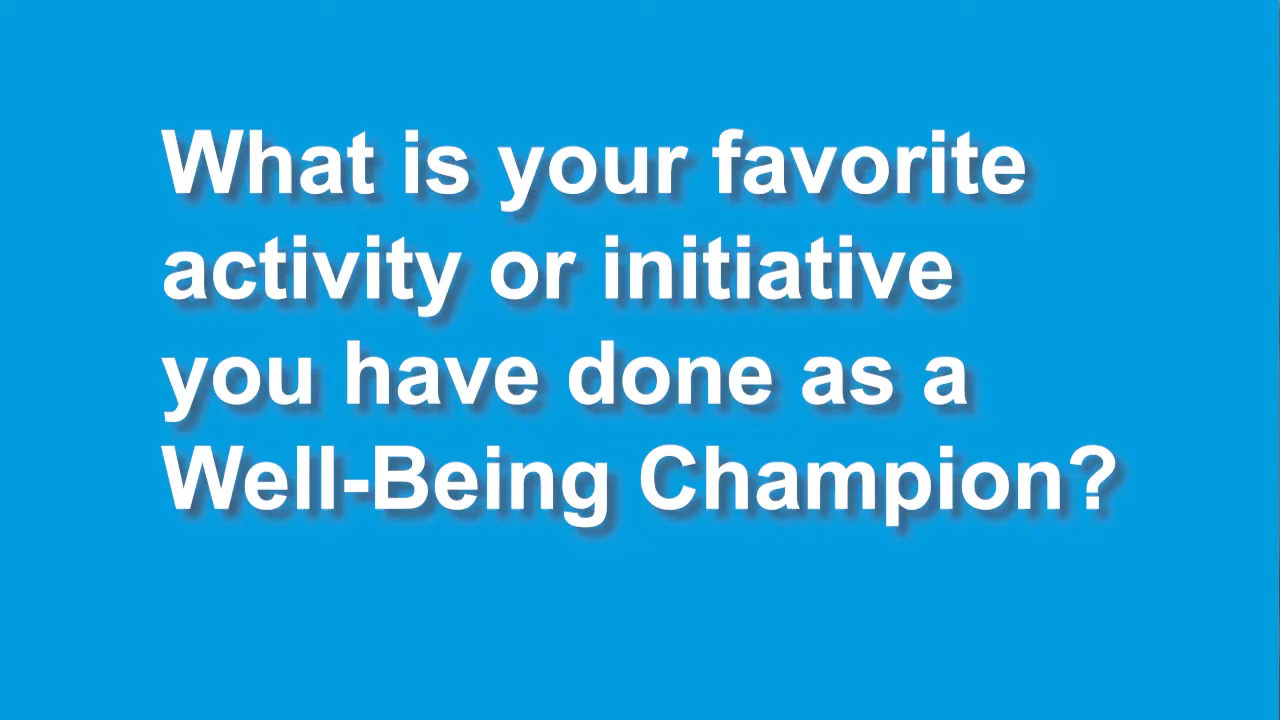 What is your favorite
activity or initiative
you have done as a
Well-Being Champion?